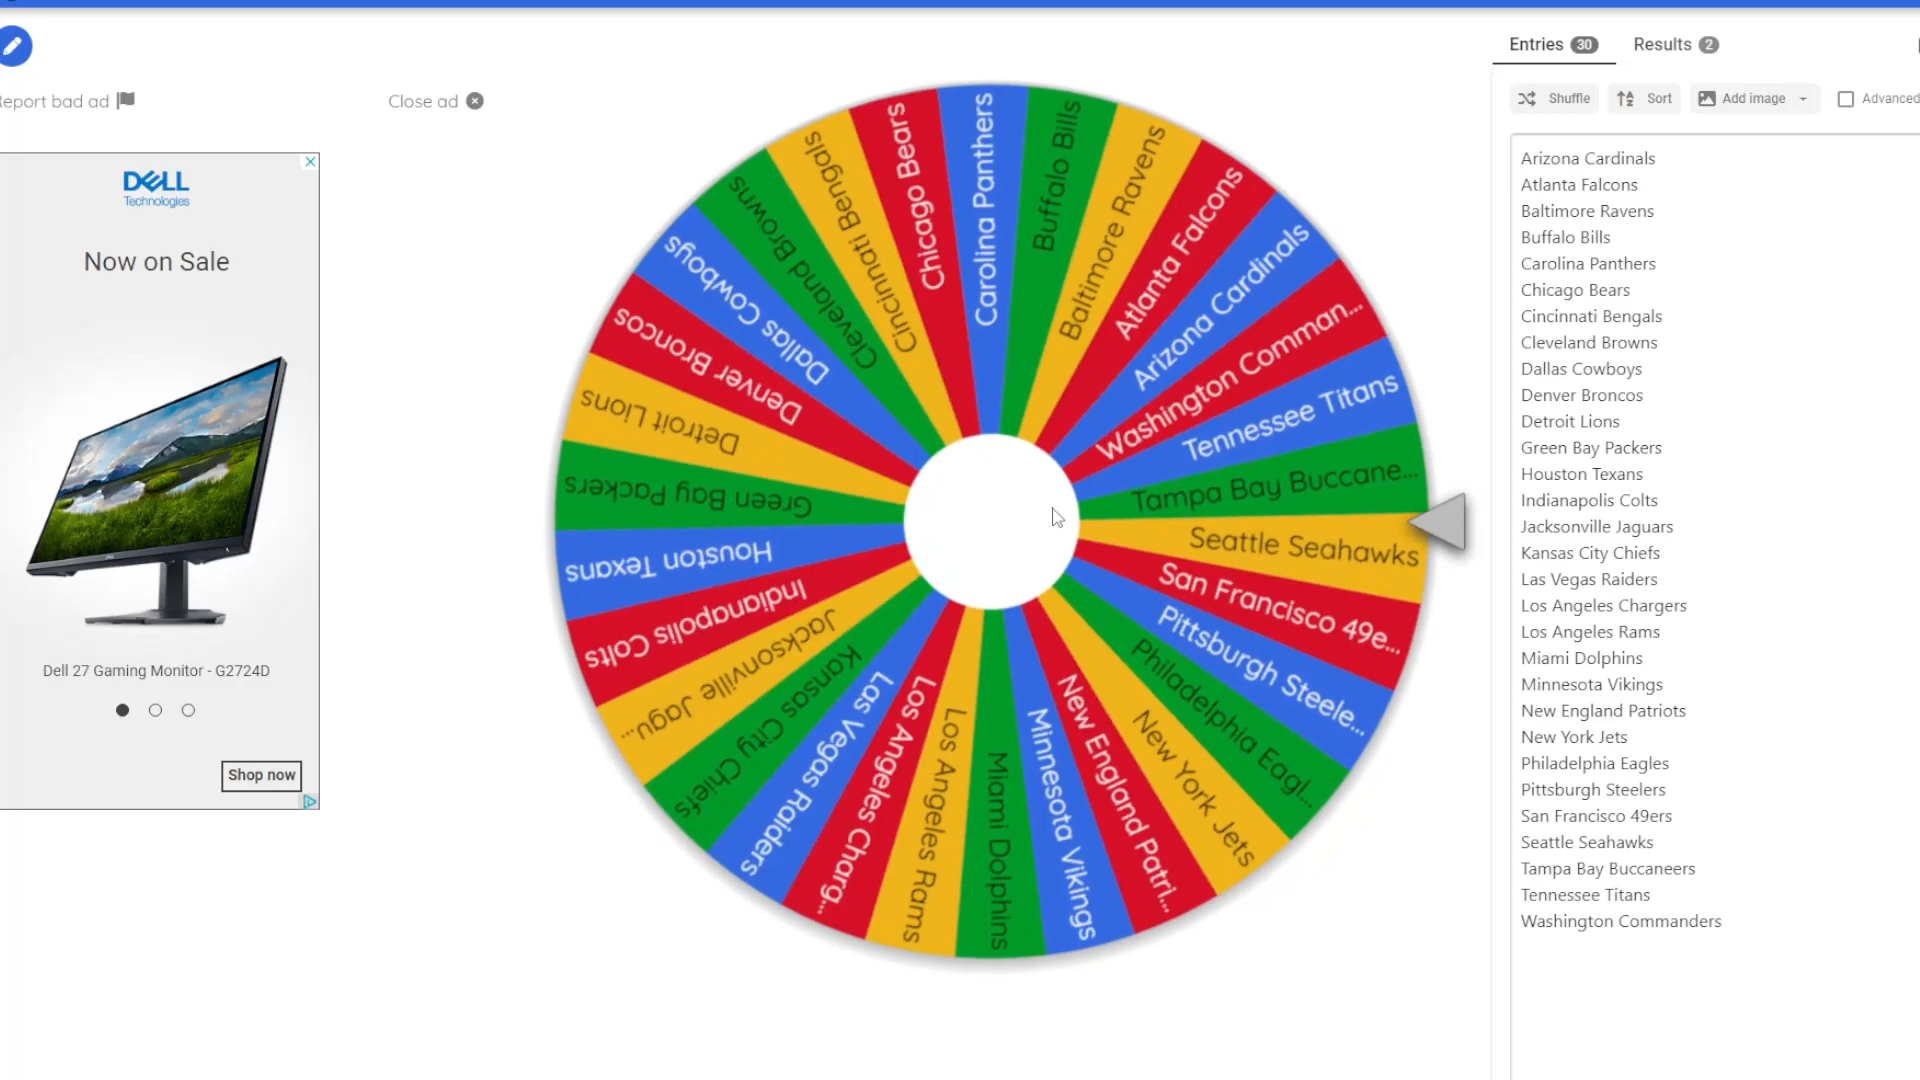 Report bad ad
Close ad
DELL
Technologies
Now on Sale
Dell 27 Gaming Monitor - G2724D
Shop now
Carolina Panthers
Buffalo Bills
Baltimore Ravens
Atlanta Falcons
Arizona Cardinals
Washington Comman...
Tennessee Titans
Tampa Bay Buccane...
Seattle Seahawks
San Francisco 49e...
Pittsburgh Steele...
Philadelphia Eagl...
New York Jets
New England Patri...
Minnesota Vikings
Miami Dolphins
Los Angeles Rams
Los Angeles Charg...
Las Vegas Raiders
Kansas City Chiefs
Jacksonville Jagu...
Indianapolis Colts
Houston Texans
Green Bay Packers
Detroit Lions
Denver Broncos
Dallas Cowboys
Cleveland Browns
Cincinnati Bengals
Chicago Bears
Entries 30 Results 2
Shuffle Sort Add image Advanced
Arizona Cardinals
Atlanta Falcons
Baltimore Ravens
Buffalo Bills
Carolina Panthers
Chicago Bears
Cincinnati Bengals
Cleveland Browns
Dallas Cowboys
Denver Broncos
Detroit Lions
Green Bay Packers
Houston Texans
Indianapolis Colts
Jacksonville Jaguars
Kansas City Chiefs
Las Vegas Raiders
Los Angeles Chargers
Los Angeles Rams
Miami Dolphins
Minnesota Vikings
New England Patriots
New York Jets
Philadelphia Eagles
Pittsburgh Steelers
San Francisco 49ers
Seattle Seahawks
Tampa Bay Buccaneers
Tennessee Titans
Washington Commanders